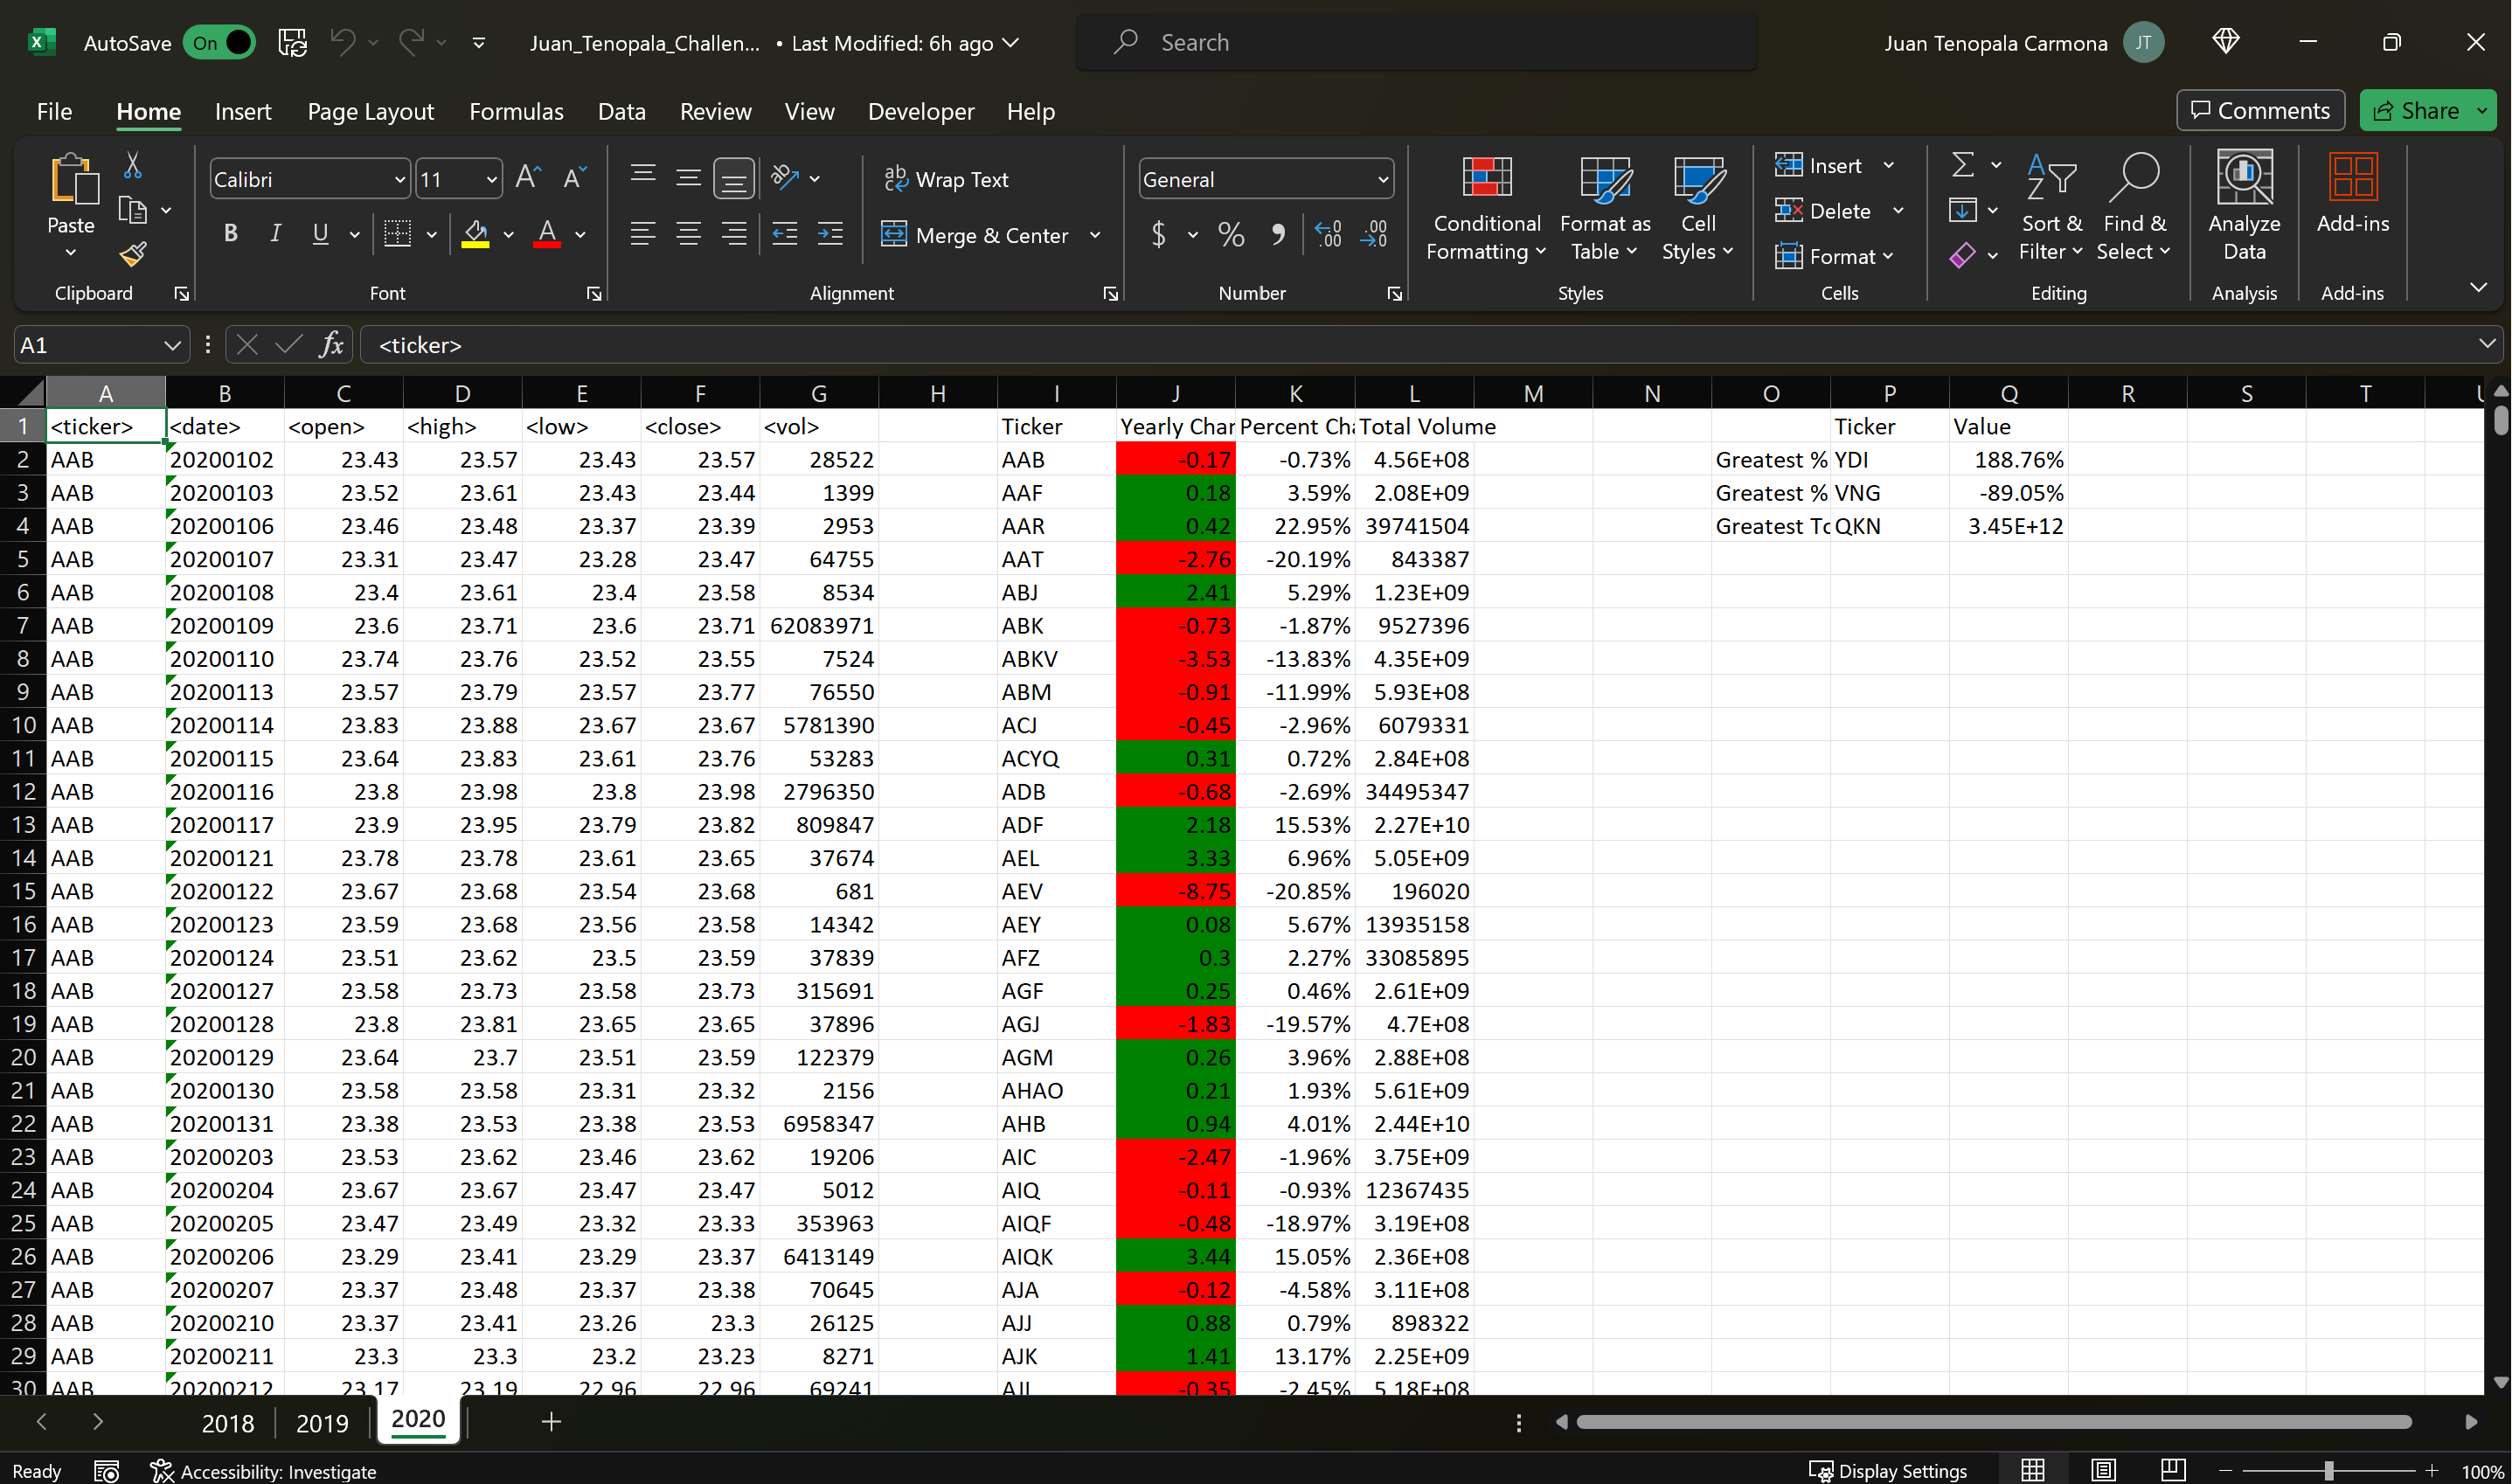 AutoSave On Juan_Tenopala_Challen... • Last Modified: 6h ago Search Juan Tenopala Carmona JT
File Home Insert Page Layout Formulas Data Review View Developer Help Comments Share
Paste Calibri 11 Wrap Text General Conditional Formatting Format as Table Cell Styles Insert Sort & Filter Find & Select Analyze Data Add-ins
B I U Merge & Center $ % Delete
Format
Clipboard Font Alignment Number Styles Cells Editing Analysis Add-ins
A1 fx <ticker>
A B C D E F G H I J K L M N O P Q R S T
1 <ticker> <date> <open> <high> <low> <close> <vol> Ticker Yearly Char Percent Cha Total Volume Ticker Value
2 AAB 20200102 23.43 23.57 23.43 23.57 28522 AAB -0.17 -0.73% 4.56E+08 Greatest % YDI 188.76%
3 AAB 20200103 23.52 23.61 23.43 23.44 1399 AAF 0.18 3.59% 2.08E+09 Greatest % VNG -89.05%
4 AAB 20200106 23.46 23.48 23.37 23.39 2953 AAR 0.42 22.95% 39741504 Greatest To QKN 3.45E+12
5 AAB 20200107 23.31 23.47 23.28 23.47 64755 AAT -2.76 -20.19% 843387
6 AAB 20200108 23.4 23.61 23.4 23.58 8534 ABJ 2.41 5.29% 1.23E+09
7 AAB 20200109 23.6 23.71 23.6 23.71 62083971 ABK -0.73 -1.87% 9527396
8 AAB 20200110 23.74 23.76 23.52 23.55 7524 ABKV -3.53 -13.83% 4.35E+09
9 AAB 20200113 23.57 23.79 23.57 23.77 76550 ABM -0.91 -11.99% 5.93E+08
10 AAB 20200114 23.83 23.88 23.67 23.67 5781390 ACJ -0.45 -2.96% 6079331
11 AAB 20200115 23.64 23.83 23.61 23.76 53283 ACYQ 0.31 0.72% 2.84E+08
12 AAB 20200116 23.8 23.98 23.8 23.98 2796350 ADB -0.68 -2.69% 34495347
13 AAB 20200117 23.9 23.95 23.79 23.82 809847 ADF 2.18 15.53% 2.27E+10
14 AAB 20200121 23.78 23.78 23.61 23.65 37674 AEL 3.33 6.96% 5.05E+09
15 AAB 20200122 23.67 23.68 23.54 23.68 681 AEV -8.75 -20.85% 196020
16 AAB 20200123 23.59 23.68 23.56 23.58 14342 AEY 0.08 5.67% 13935158
17 AAB 20200124 23.51 23.62 23.5 23.59 37839 AFZ 0.3 2.27% 33085895
18 AAB 20200127 23.58 23.73 23.58 23.73 315691 AGF 0.25 0.46% 2.61E+09
19 AAB 20200128 23.8 23.81 23.65 23.65 37896 AGJ -1.83 -19.57% 4.7E+08
20 AAB 20200129 23.64 23.7 23.51 23.59 122379 AGM 0.26 3.96% 2.88E+08
21 AAB 20200130 23.58 23.58 23.31 23.32 2156 AHAO 0.21 1.93% 5.61E+09
22 AAB 20200131 23.38 23.53 23.38 23.53 6958347 AHB 0.94 4.01% 2.44E+10
23 AAB 20200203 23.53 23.62 23.46 23.62 19206 AIC -2.47 -1.96% 3.75E+09
24 AAB 20200204 23.67 23.67 23.47 23.47 5012 AIQ -0.11 -0.93% 12367435
25 AAB 20200205 23.47 23.49 23.32 23.33 353963 AIQF -0.48 -18.97% 3.19E+08
26 AAB 20200206 23.29 23.41 23.29 23.37 6413149 AIQK 3.44 15.05% 2.36E+08
27 AAB 20200207 23.37 23.48 23.37 23.38 70645 AJA -0.12 -4.58% 3.11E+08
28 AAB 20200210 23.37 23.41 23.26 23.3 26125 AJJ 0.88 0.79% 898322
29 AAB 20200211 23.3 23.3 23.2 23.23 8271 AJK 1.41 13.17% 2.25E+09
30 AAB 20200212 23.17 23.19 22.96 22.96 69241 -0.35 -2.45% 5.18E+08
2018 2019 2020
Ready Accessibility: Investigate Display Settings 100%